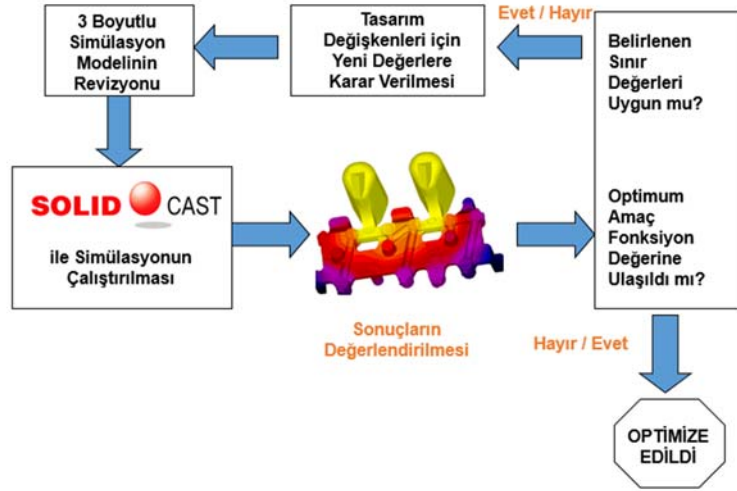 3 Boyutlu
Simülasyon
Modelinin
Revizyonu
Tasarım
Değişkenleri için
Yeni Değerlere
Karar Verilmesi
Evet / Hayır
Belirlenen
Sınır
Değerleri
Uygun mu?
SOLID CAST
ile Simülasyonun
Çalıştırılması
Sonuçların
Değerlendirilmesi
Optimum
Amaç
Fonksiyon
Değerine
Ulaşıldı mı?
Hayır / Evet
OPTİMİZE
EDİLDİ